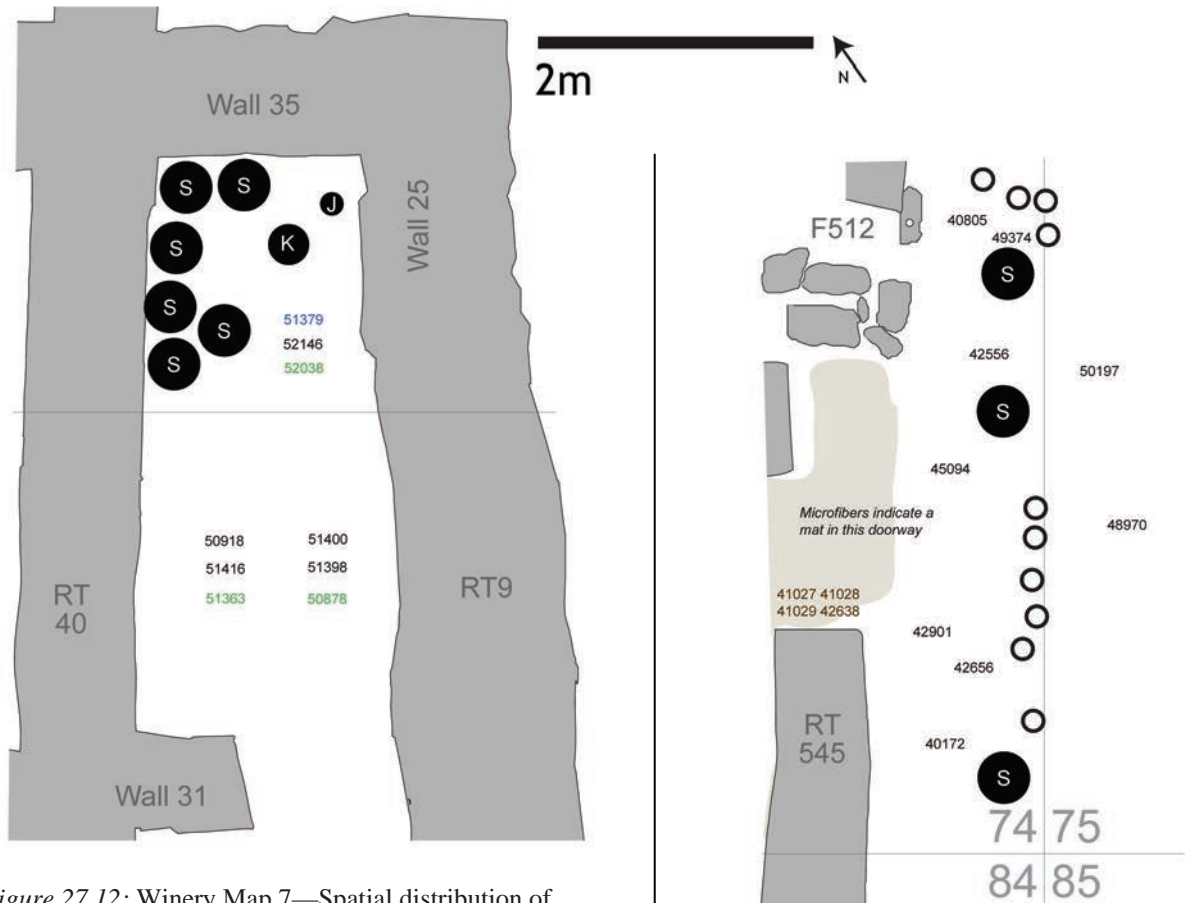 Wall 35
2m
N
Wall 25
S
S
J
S
K
S
S
S
51379
52146
52038
50918
51400
51416
51398
51363
50878
RT
40
RT9
Wall 31
F512
40805
49374
S
42556
50197
S
45094
Microfibers indicate a
mat in this doorway
48970
41027 41028
41029 42638
42901
42656
RT
545
40172
S
74 75
84 85
igure 27.12: Winery Map 7—Spatial distribution of